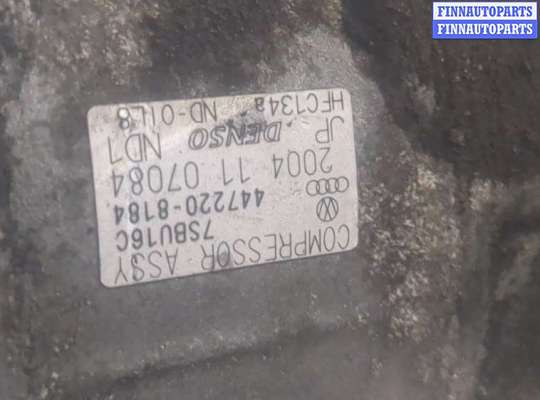 FINNAUTOPARTS
FINNAUTOPARTS
COMPRESSOR ASSY
7SBU16C
447220-8184
2004 11 07084
JP ND1
DENSO
HFC134a ND-OIL8